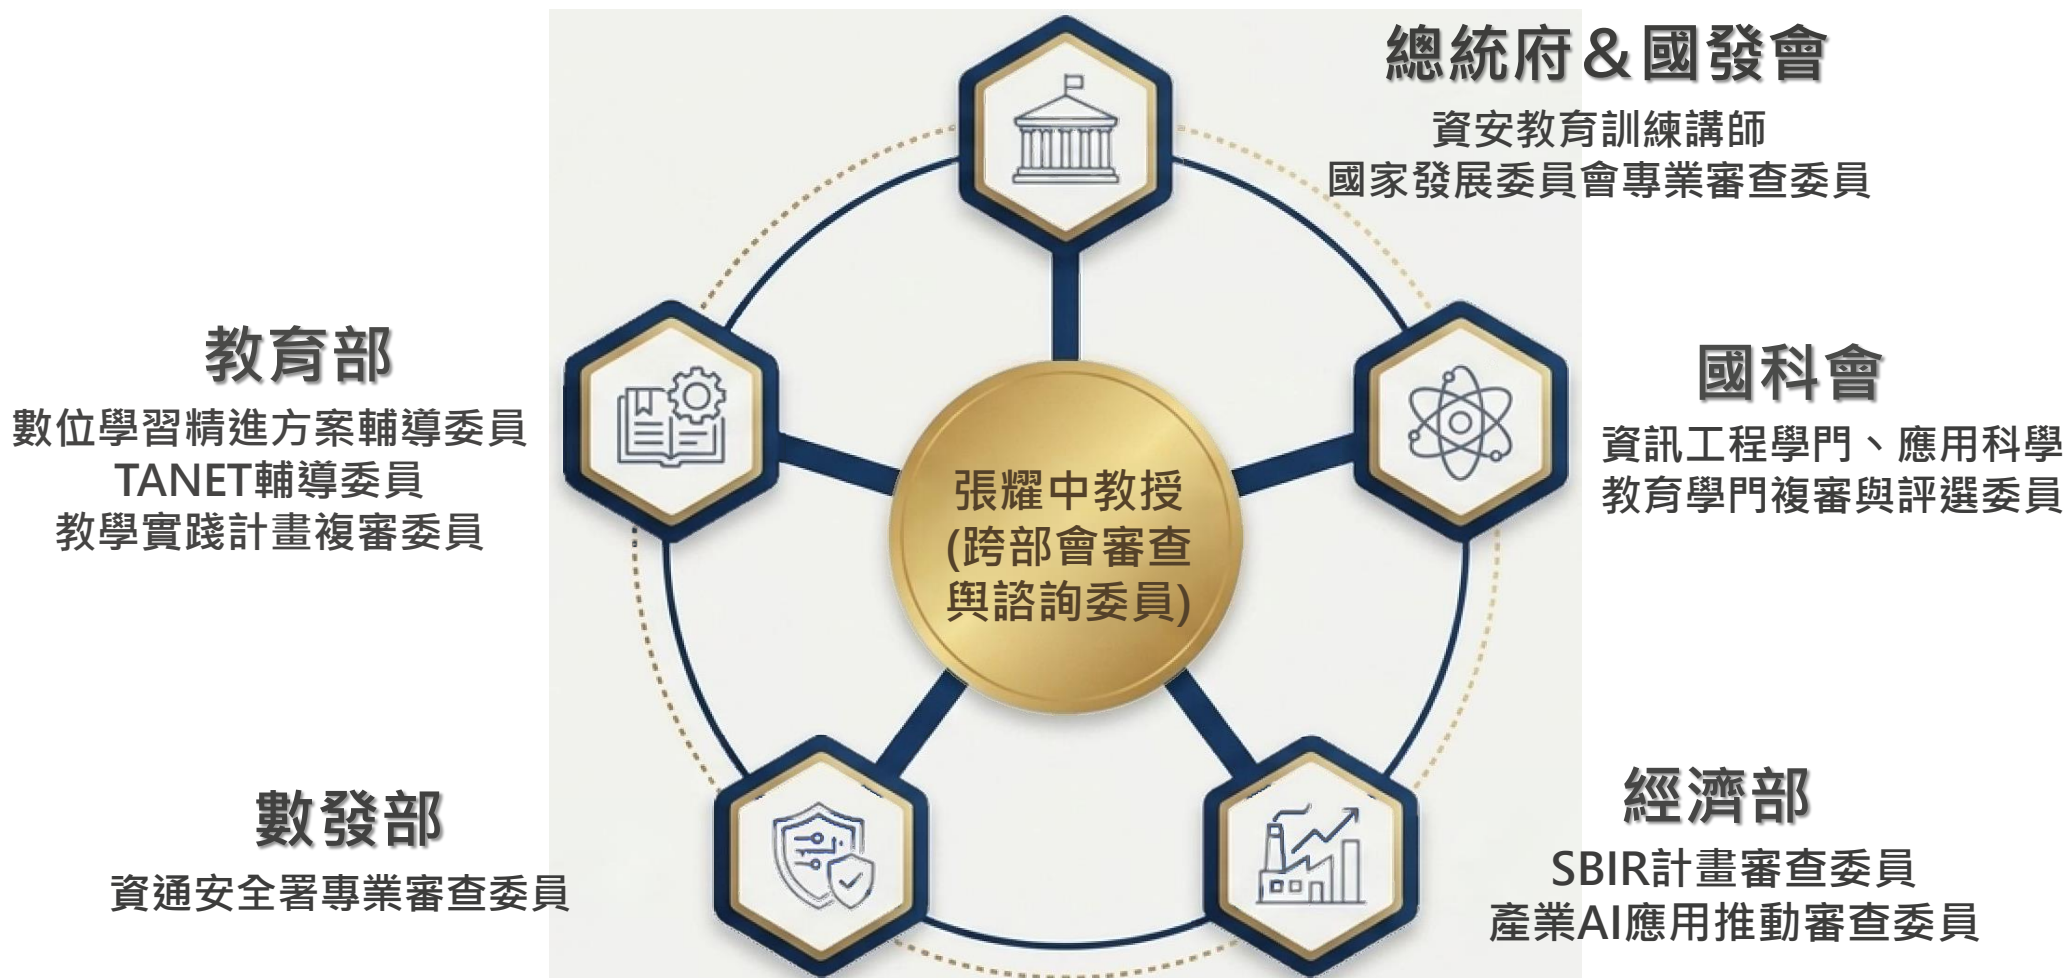 總統府＆國發會
資安教育訓練講師
國家發展委員會專業審查委員
教育部
數位學習精進方案輔導委員
TANET輔導委員
教學實踐計畫複審委員
國科會
資訊工程學門、應用科學
教育學門複審與評選委員
張耀中教授
(跨部會審查
與諮詢委員)
數發部
資通安全署專業審查委員
經濟部
SBIR計畫審查委員
產業AI應用推動審查委員